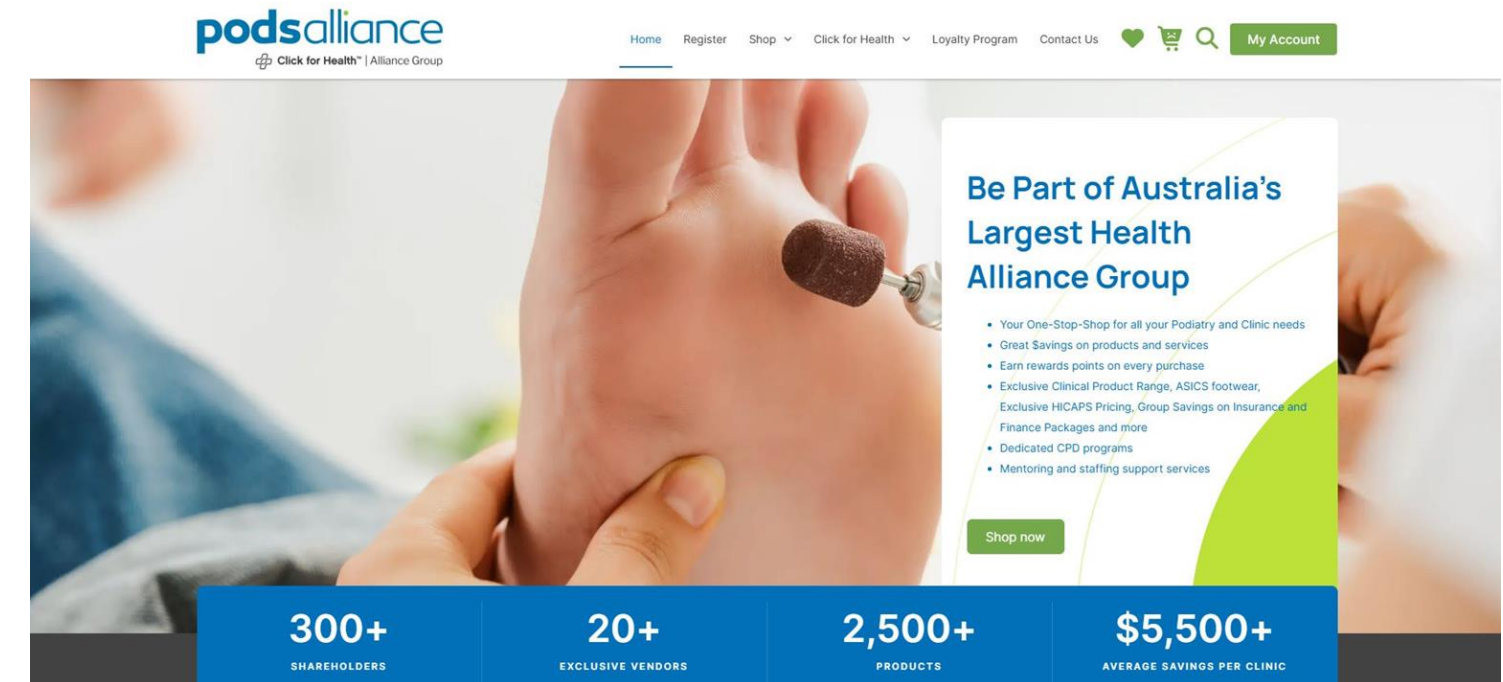 podsalliance
Click for Health™ | Alliance Group
Home Register Shop Click for Health Loyalty Program Contact Us My Account
Be Part of Australia's
Largest Health
Alliance Group
• Your One-Stop-Shop for all your Podiatry and Clinic needs
• Great $avings on products and services
• Earn rewards points on every purchase
• Exclusive Clinical Product Range, ASICS footwear,
Exclusive HICAPS Pricing, Group Savings on Insurance and
Finance Packages and more
• Dedicated CPD programs
• Mentoring and staffing support services
Shop now
300+ 20+ 2,500+ $5,500+
SHAREHOLDERS EXCLUSIVE VENDORS PRODUCTS AVERAGE SAVINGS PER CLINIC